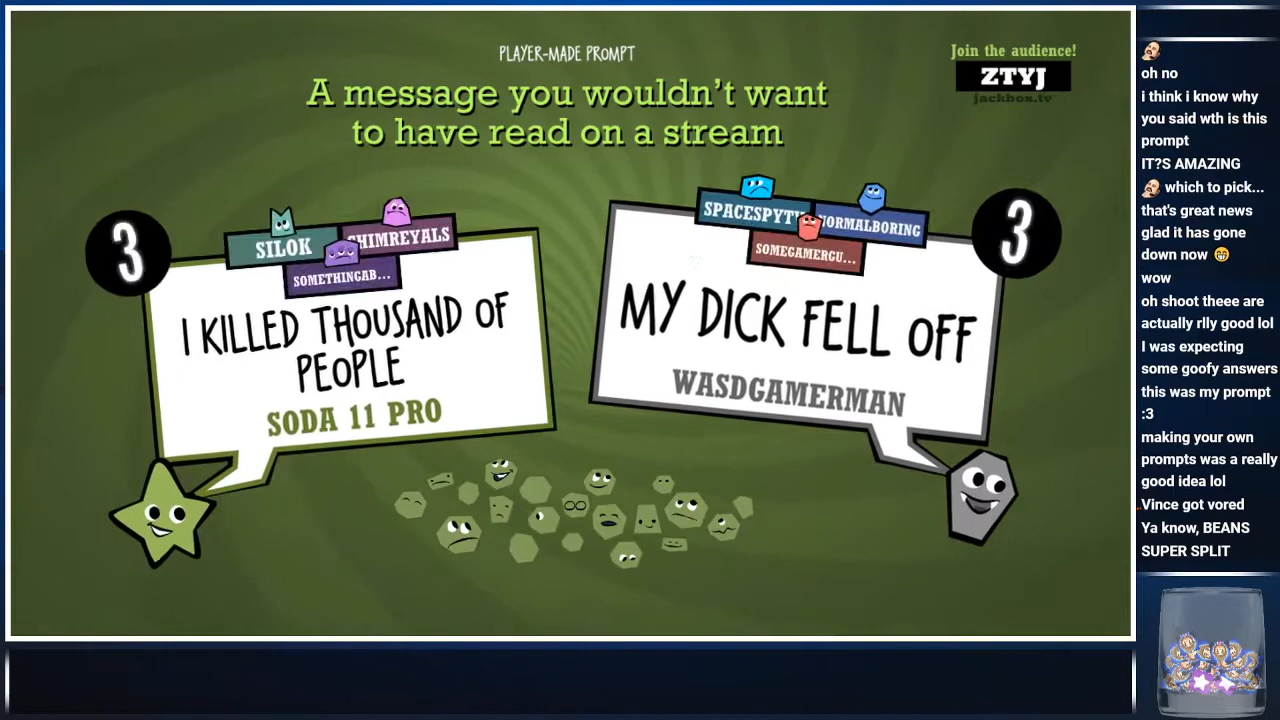 PLAYER-MADE PROMPT
A message you wouldn't want
to have read on a stream
Join the audience!
ZTYJ
jackbox.tv
3
SILOK
SHIMREYALS
SOMETHINGAB...
I KILLED THOUSAND OF
PEOPLE
SODA 11 PRO
SPACESPYT
NORMALBORING
SOMEGAMERGU...
3
MY DICK FELL OFF
WASDGAMERMAN
oh no
i think i know why
you said wth is this
prompt
IT?S AMAZING
which to pick...
that's great news
glad it has gone
down now 😁
wow
oh shoot theee are
actually rlly good lol
I was expecting
some goofy answers
this was my prompt
:3
making your own
prompts was a really
good idea lol
Vince got vored
Ya know, BEANS
SUPER SPLIT